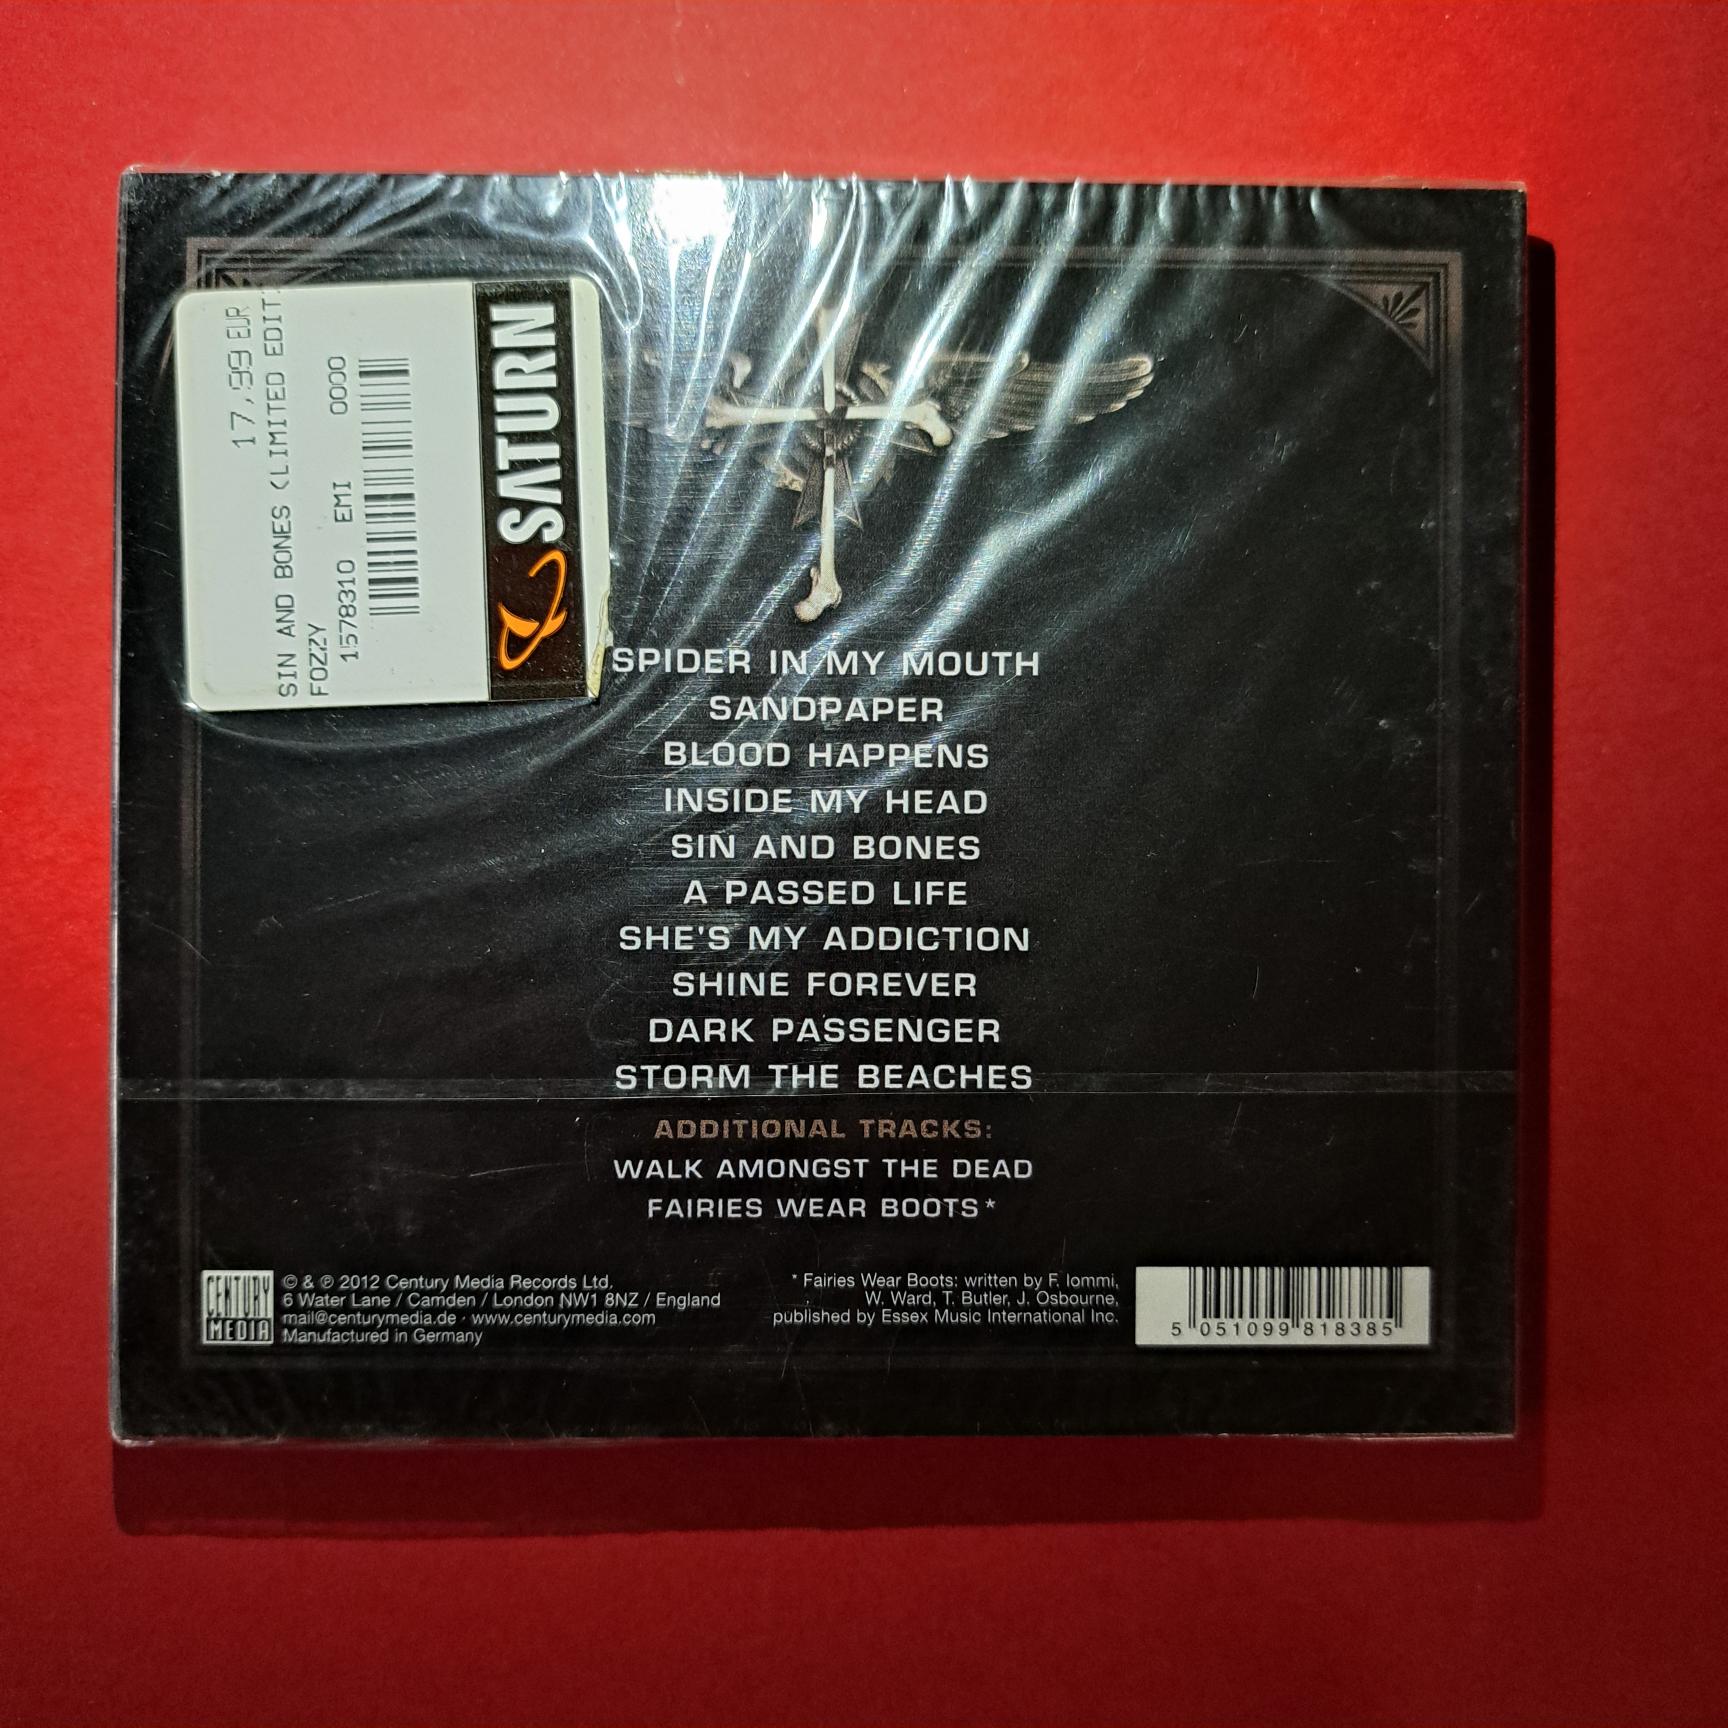 17,99 EUR
SIN AND BONES (LIMITED EDIT.
FOZZY
1578310 EMI 0000
SATURN
SPIDER IN MY MOUTH
SANDPAPER
BLOOD HAPPENS
INSIDE MY HEAD
SIN AND BONES
A PASSED LIFE
SHE'S MY ADDICTION
SHINE FOREVER
DARK PASSENGER
STORM THE BEACHES
ADDITIONAL TRACKS:
WALK AMONGST THE DEAD
FAIRIES WEAR BOOTS*
CENTURY
MEDIA
© & ℗ 2012 Century Media Records Ltd.
6 Water Lane / Camden / London NW1 8NZ / England
mail@centurymedia.de · www.centurymedia.com
Manufactured in Germany
* Fairies Wear Boots: written by F. Iommi,
W. Ward, T. Butler, J. Osbourne,
published by Essex Music International Inc.
5 051099 818385